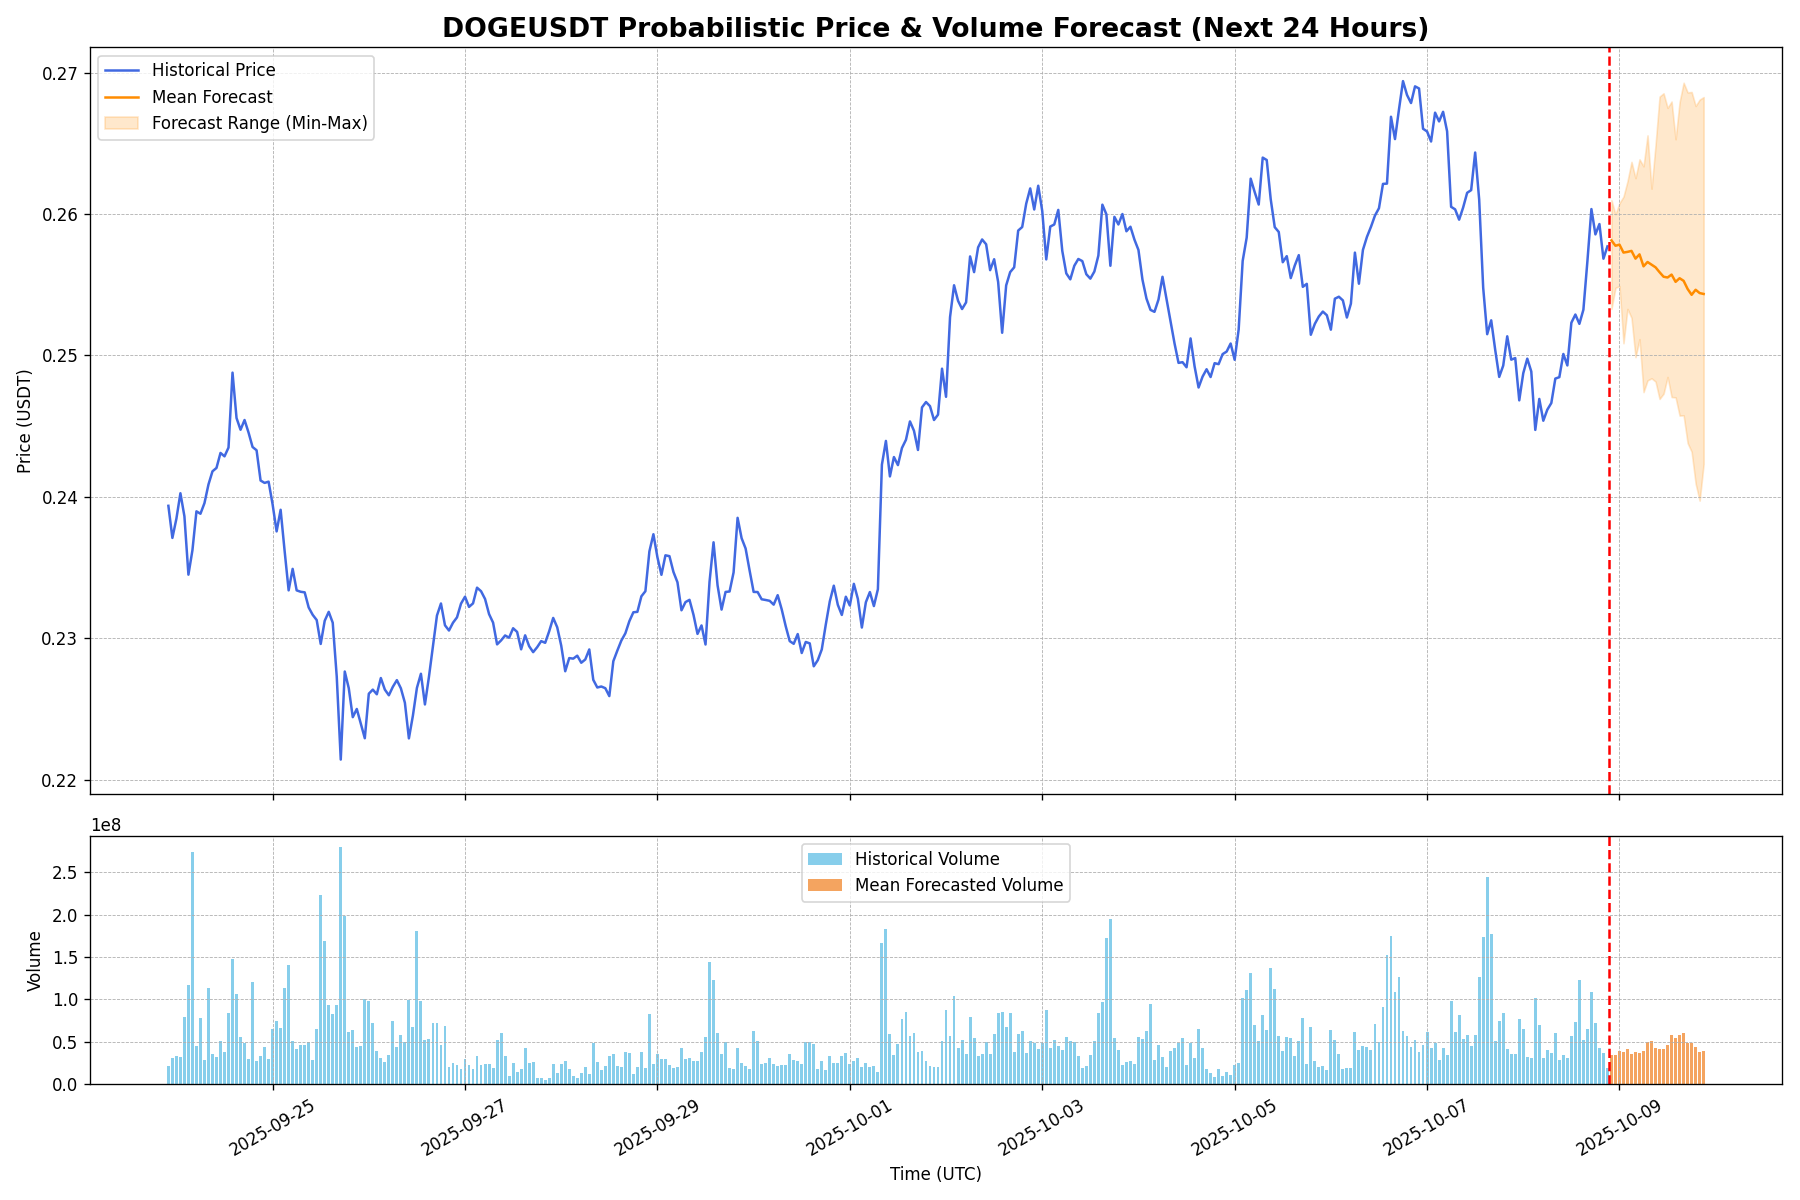 DOGEUSDT Probabilistic Price & Volume Forecast (Next 24 Hours)
Historical Price
Mean Forecast
Forecast Range (Min-Max)
Price (USDT)
0.27
0.26
0.25
0.24
0.23
0.22
1e8
Historical Volume
Mean Forecasted Volume
Volume
2.5
2.0
1.5
1.0
0.5
0.0
2025-09-25
2025-09-27
2025-09-29
2025-10-01
2025-10-03
2025-10-05
2025-10-07
2025-10-09
Time (UTC)